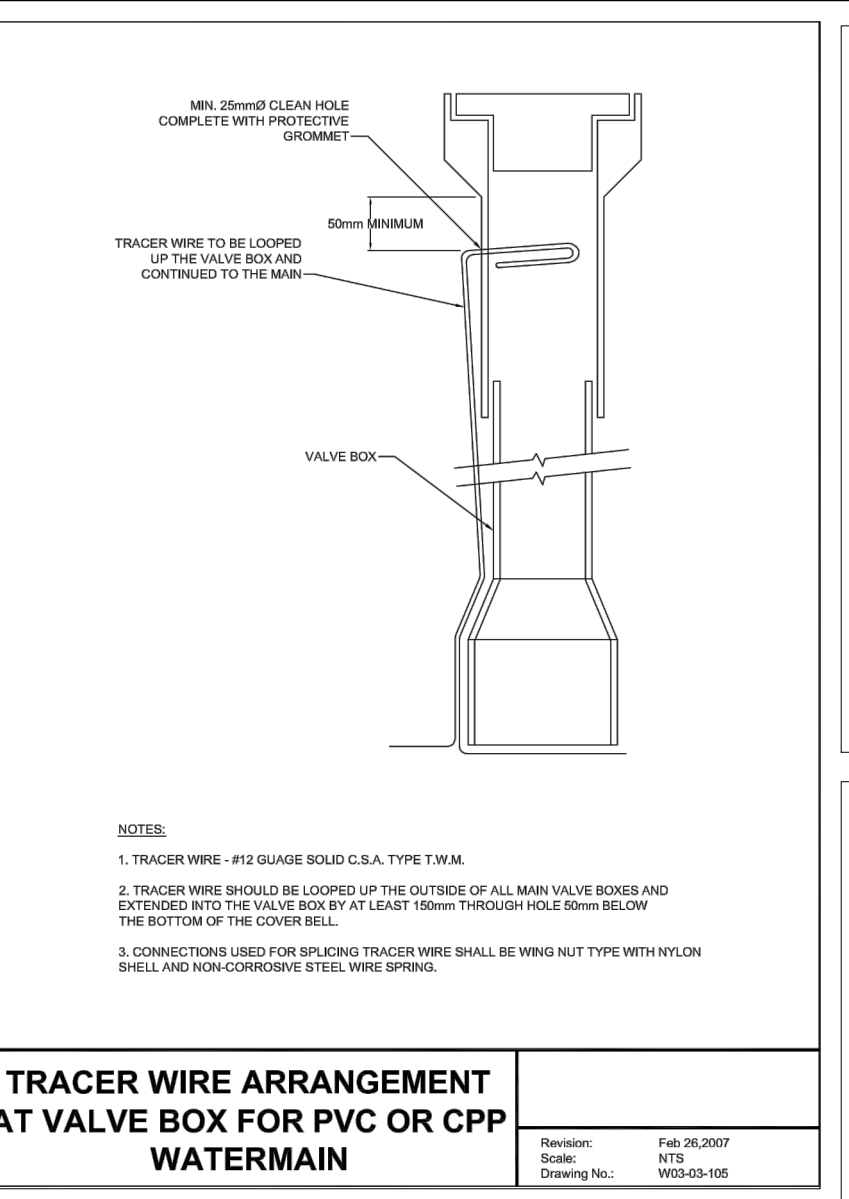 MIN. 25mmØ CLEAN HOLE
COMPLETE WITH PROTECTIVE
GROMMET
50mm MINIMUM
TRACER WIRE TO BE LOOPED
UP THE VALVE BOX AND
CONTINUED TO THE MAIN
VALVE BOX
NOTES:
1. TRACER WIRE - #12 GUAGE SOLID C.S.A. TYPE T.W.M.
2. TRACER WIRE SHOULD BE LOOPED UP THE OUTSIDE OF ALL MAIN VALVE BOXES AND
EXTENDED INTO THE VALVE BOX BY AT LEAST 150mm THROUGH HOLE 50mm BELOW
THE BOTTOM OF THE COVER BELL.
3. CONNECTIONS USED FOR SPLICING TRACER WIRE SHALL BE WING NUT TYPE WITH NYLON
SHELL AND NON-CORROSIVE STEEL WIRE SPRING.
TRACER WIRE ARRANGEMENT
AT VALVE BOX FOR PVC OR CPP
WATERMAIN
Revision: Feb 26,2007
Scale: NTS
Drawing No.: W03-03-105